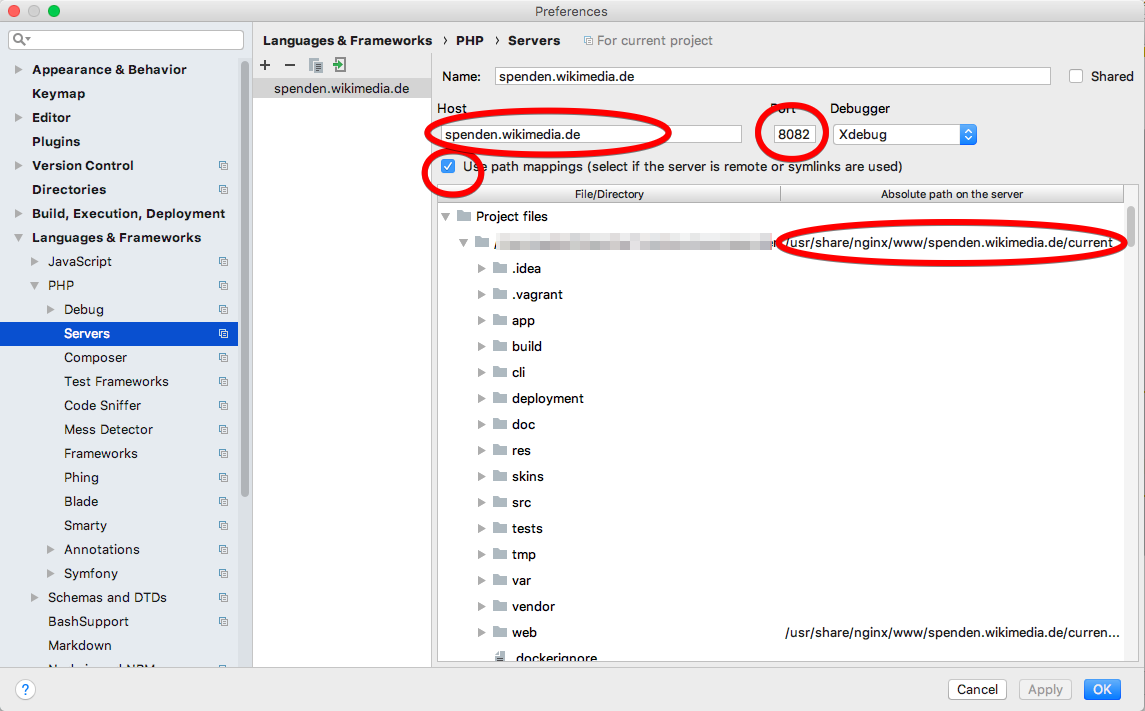 Preferences
Languages & Frameworks › PHP › Servers For current project
Appearance & Behavior
Keymap
Editor
Plugins
Version Control
Directories
Build, Execution, Deployment
Languages & Frameworks
JavaScript
PHP
Debug
Servers
Composer
Test Frameworks
Code Sniffer
Mess Detector
Frameworks
Phing
Blade
Smarty
Annotations
Symfony
Schemas and DTDs
BashSupport
Markdown
spenden.wikimedia.de
Name: spenden.wikimedia.de Shared
Host Port Debugger
spenden.wikimedia.de 8082 Xdebug
Use path mappings (select if the server is remote or symlinks are used)
File/Directory Absolute path on the server
Project files
/usr/share/nginx/www/spenden.wikimedia.de/current
.idea
.vagrant
app
build
cli
deployment
doc
res
skins
src
tests
tmp
var
vendor
web /usr/share/nginx/www/spenden.wikimedia.de/curren...
.dockerignore
? Cancel Apply OK